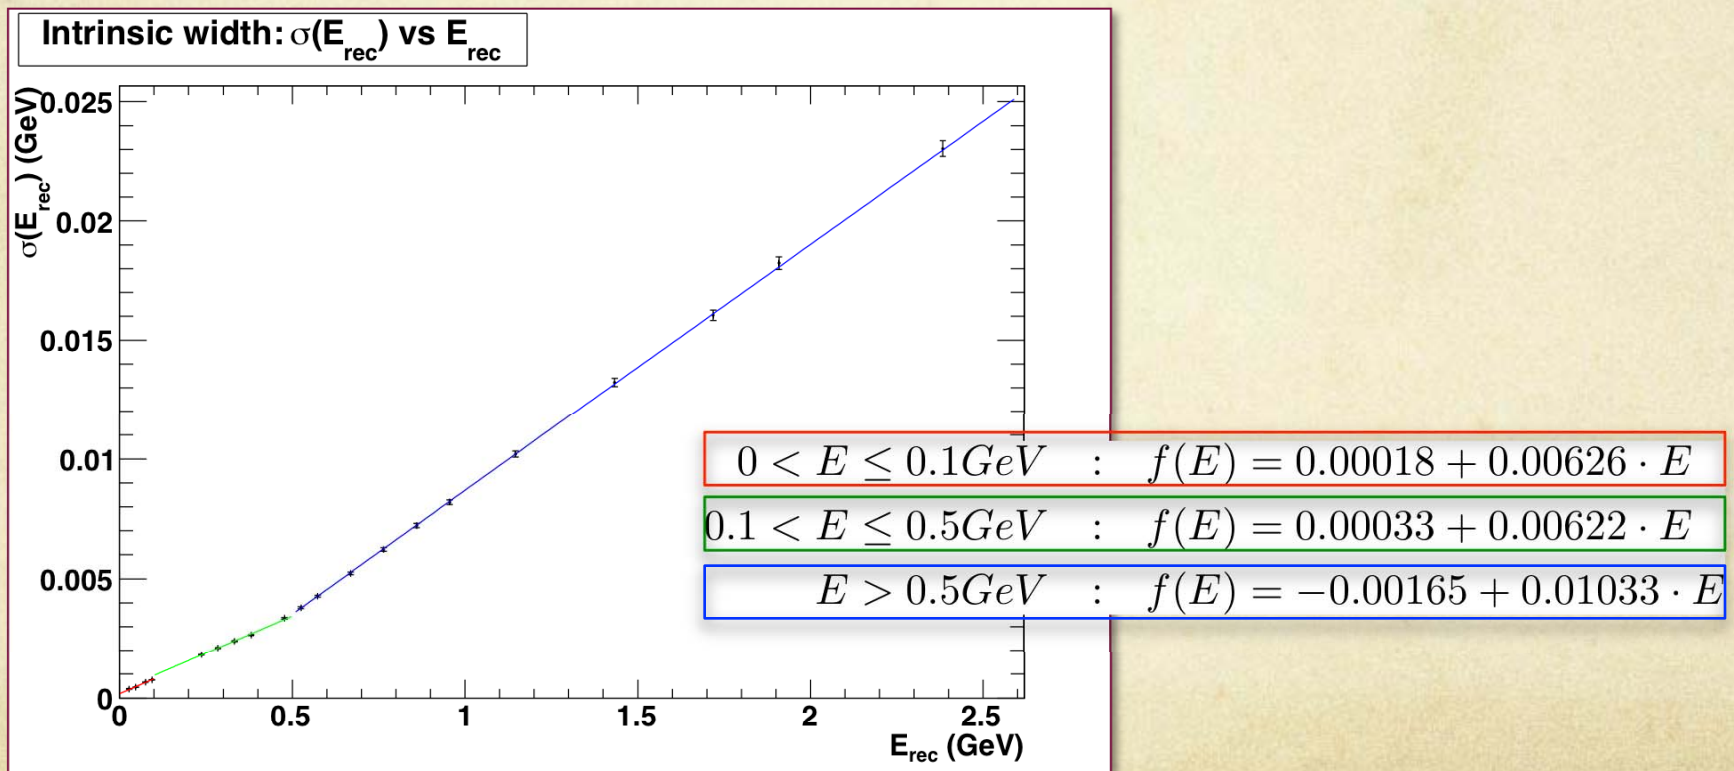 Intrinsic width: σ(E_rec) vs E_rec
σ(E_rec) (GeV)
0.025
0.02
0.015
0.01
0.005
0
0 0.5 1 1.5 2 2.5
E_rec (GeV)
0 < E ≤ 0.1GeV : f(E) = 0.00018 + 0.00626 · E
0.1 < E ≤ 0.5GeV : f(E) = 0.00033 + 0.00622 · E
E > 0.5GeV : f(E) = −0.00165 + 0.01033 · E